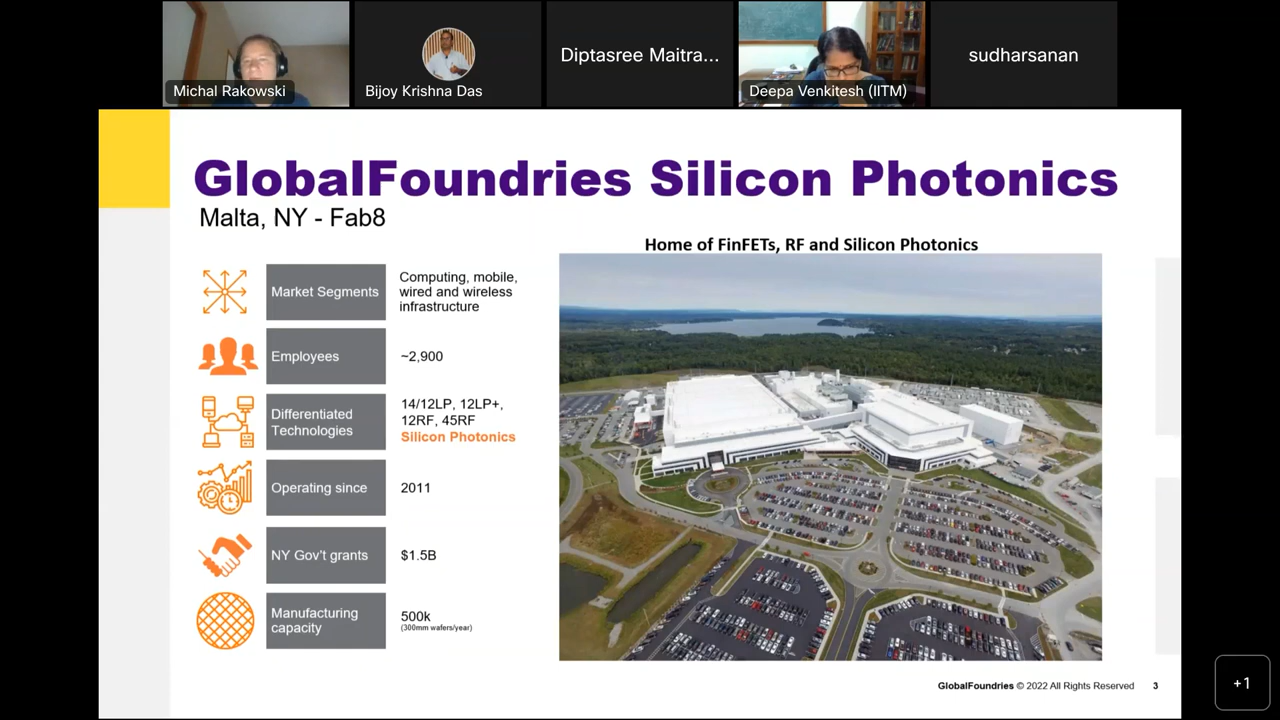 Michal Rakowski
Bijoy Krishna Das
Diptasree Maitra...
Deepa Venkitesh (IITM)
sudharsanan
GlobalFoundries Silicon Photonics
Malta, NY - Fab8
Home of FinFETs, RF and Silicon Photonics
Market Segments
Computing, mobile,
wired and wireless
infrastructure
Employees
~2,900
Differentiated
Technologies
14/12LP, 12LP+,
12RF, 45RF
Silicon Photonics
Operating since
2011
NY Gov't grants
$1.5B
Manufacturing
capacity
500k
(300mm wafers/year)
GlobalFoundries © 2022 All Rights Reserved 3
+1